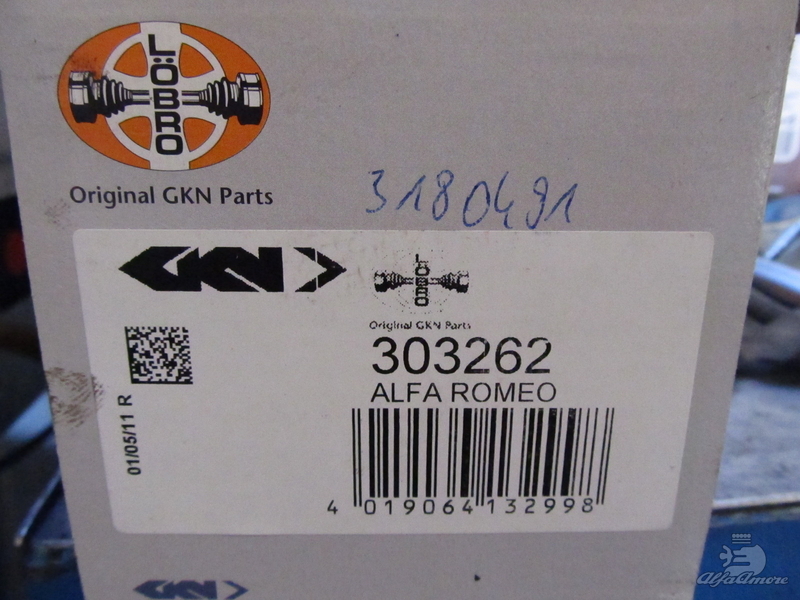 LÖBRO
Original GKN Parts
3180491
GKN
LÖBRO
Original GKN Parts
303262
ALFA ROMEO
01/05/11 R
4 019064 132998
GKN
AlfaAmore